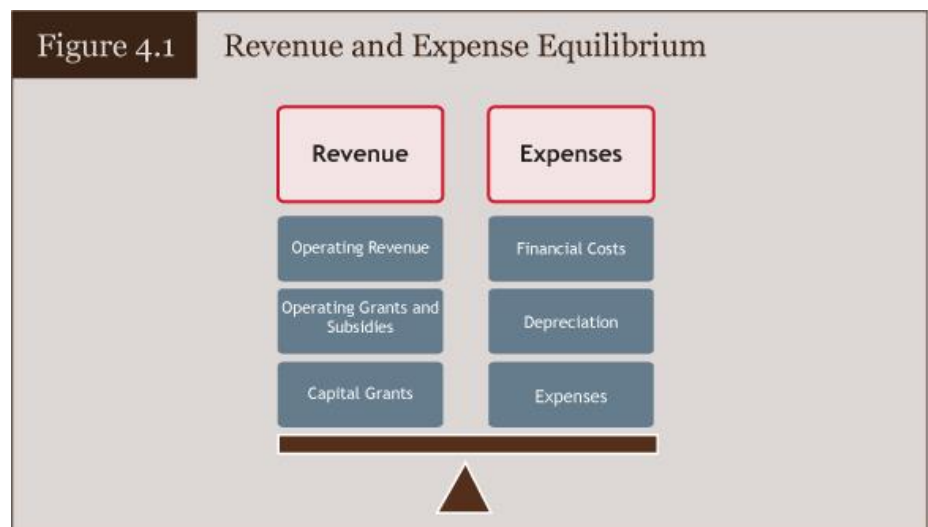 Figure 4.1
Revenue and Expense Equilibrium
Revenue
Expenses
Operating Revenue
Financial Costs
Operating Grants and
Subsidies
Depreciation
Capital Grants
Expenses